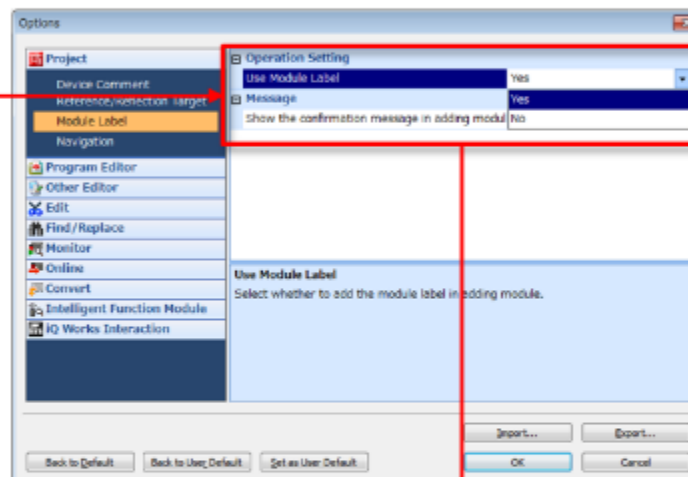 Options
Project
Device Comment
Reference/Reflection Target
Module Label
Navigation
Program Editor
Other Editor
Edit
Find/Replace
Monitor
Online
Convert
Intelligent Function Module
iQ Works Interaction
Operation Setting
Use Module Label Yes
Message Yes
Show the confirmation message in adding modul No
Use Module Label
Select whether to add the module label in adding module.
Import... Export...
Back to Default Back to User Default Set as User Default OK Cancel